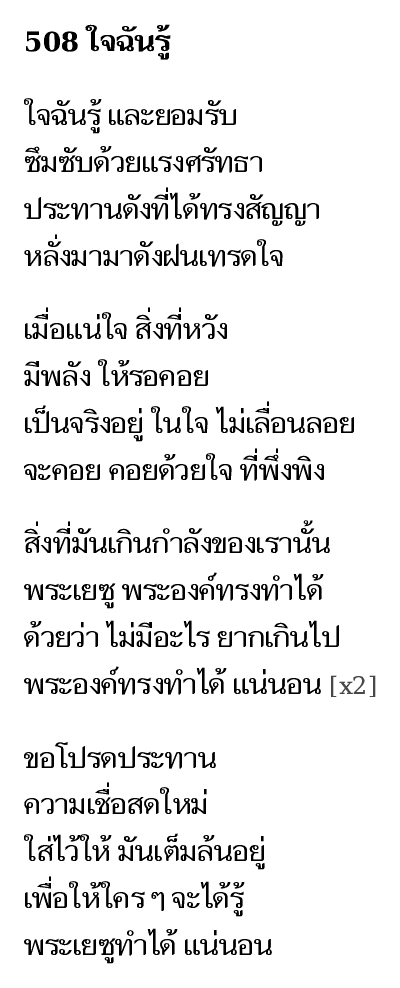 508 ใจฉันรู้
ใจฉันรู้ และยอมรับ
ซึมซับด้วยแรงศรัทธา
ประทานดังที่ได้ทรงสัญญา
หลั่งมามาดังฝนเทรดใจ
เมื่อแน่ใจ สิ่งที่หวัง
มีพลัง ให้รอคอย
เป็นจริงอยู่ ในใจ ไม่เลื่อนลอย
จะคอย คอยด้วยใจ ที่พึ่งพิง
สิ่งที่มันเกินกำลังของเรานั้น
พระเยซู พระองค์ทรงทำได้
ด้วยว่า ไม่มีอะไร ยากเกินไป
พระองค์ทรงทำได้ แน่นอน [x2]
ขอโปรดประทาน
ความเชื่อสดใหม่
ใส่ไว้ให้ มันเต็มล้นอยู่
เพื่อให้ใคร ๆ จะได้รู้
พระเยซูทำได้ แน่นอน